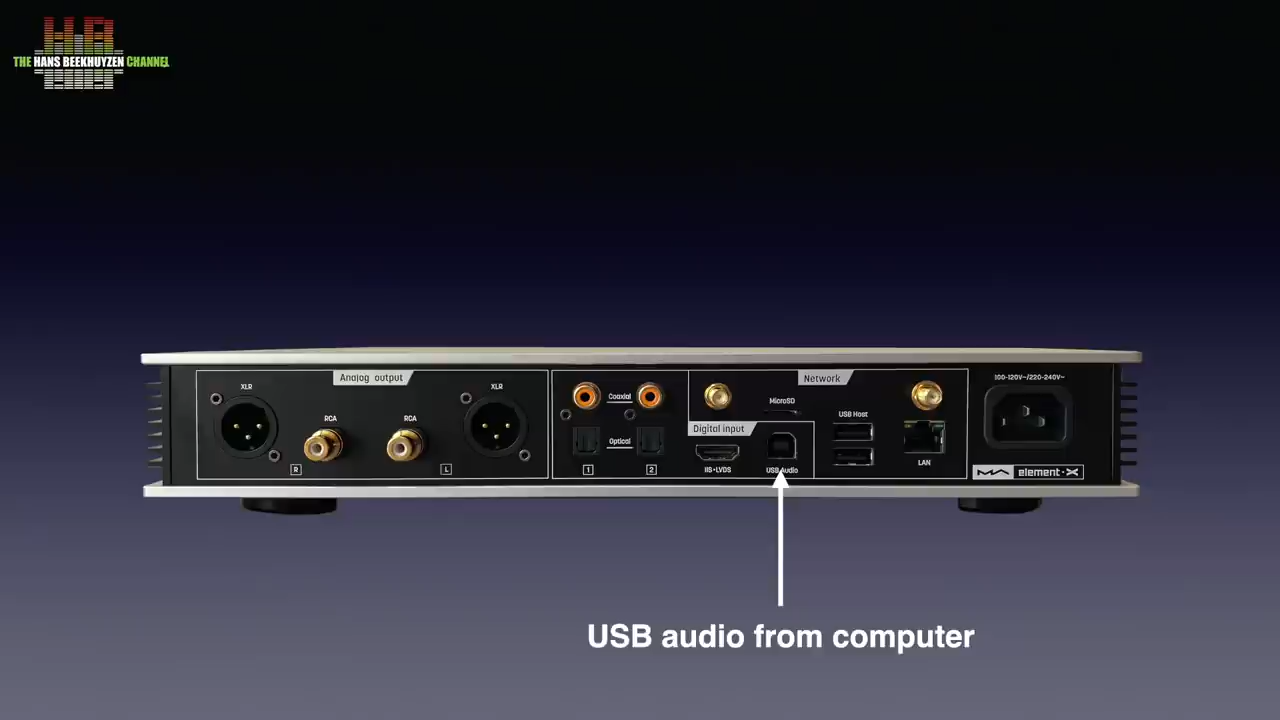 H.B
THE HANS BEEKHUYZEN CHANNEL
Analog output
XLR
RCA
RCA
XLR
R
L
Coaxial
Optical
1
2
Digital input
IIS-LVDS
USB Audio
Network
MicroSD
USB Host
LAN
100-120V~/220-240V~
element·X
USB audio from computer